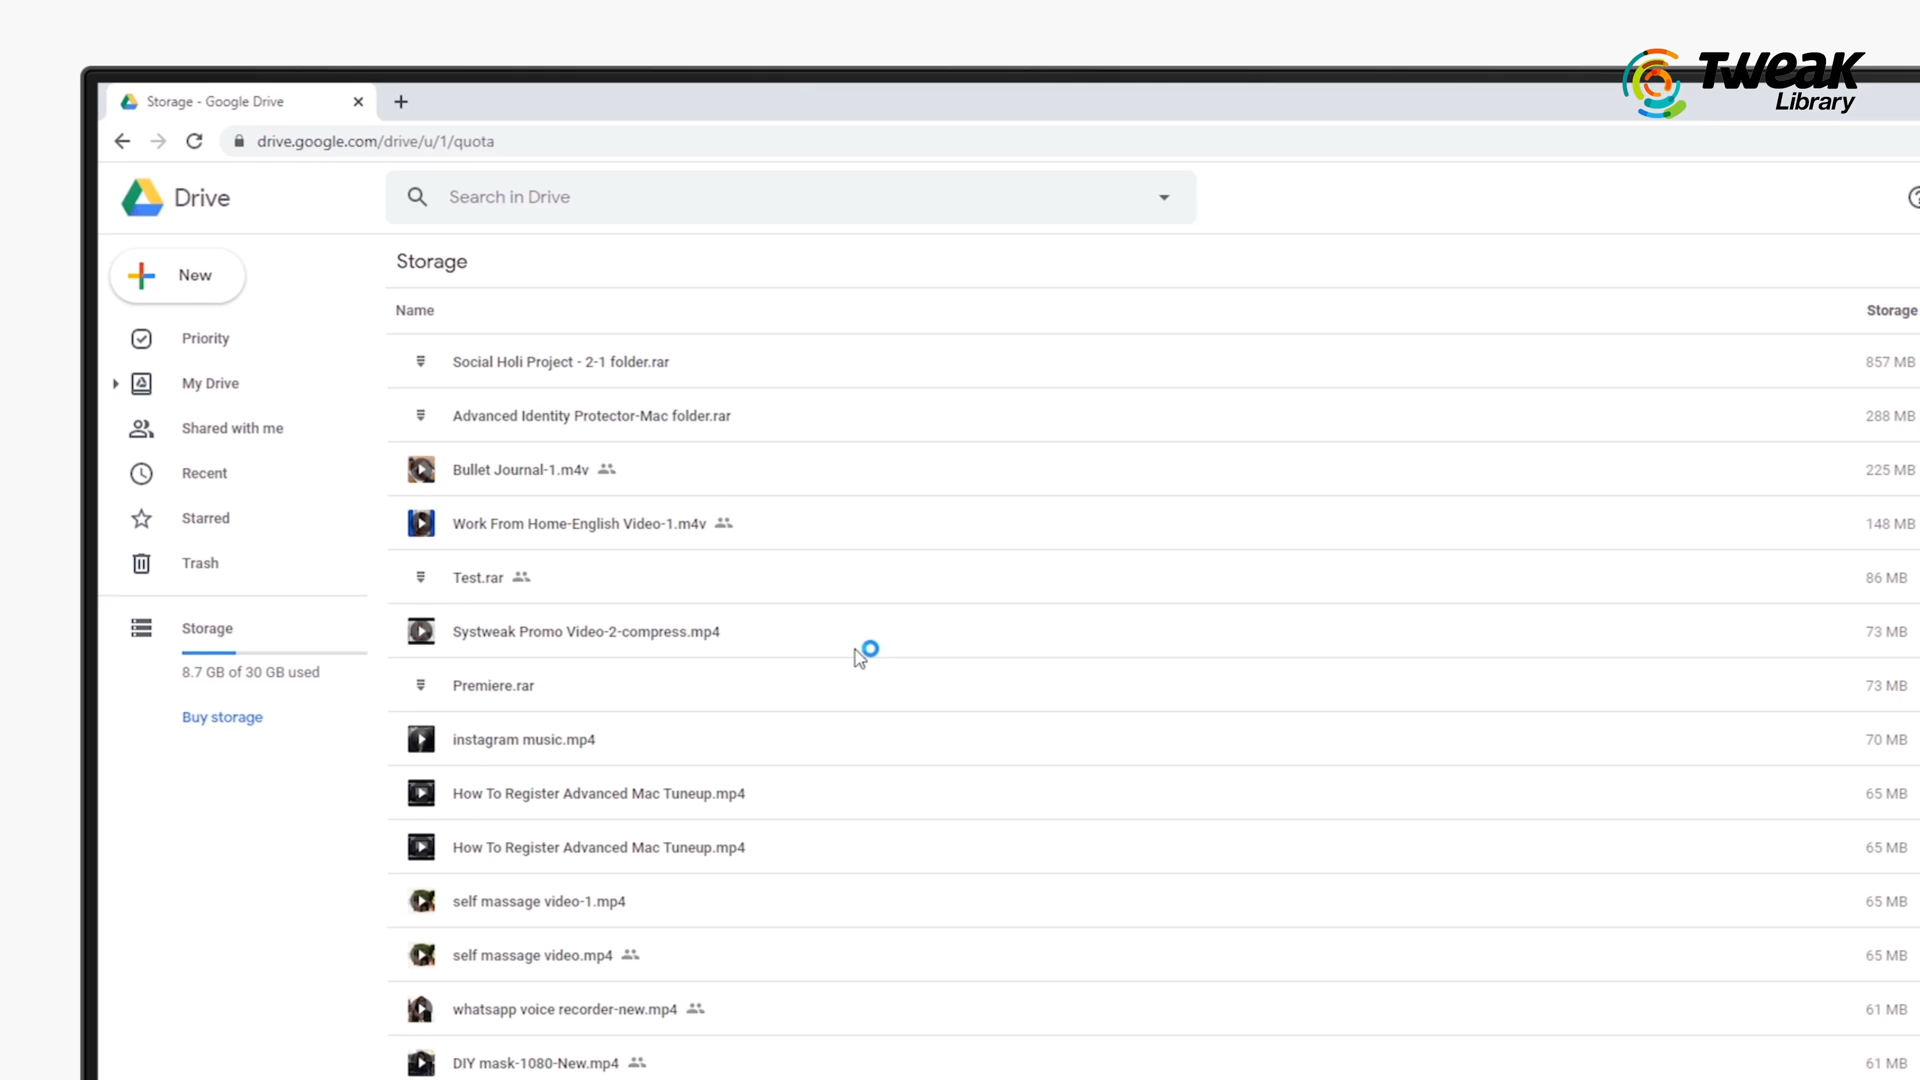 TWEAK
Library
Storage - Google Drive
drive.google.com/drive/u/1/quota
Drive
Search in Drive
New
Storage
Name
Storage
Priority
My Drive
Shared with me
Recent
Starred
Trash
Storage
8.7 GB of 30 GB used
Buy storage
Social Holi Project - 2-1 folder.rar
857 MB
Advanced Identity Protector-Mac folder.rar
288 MB
Bullet Journal-1.m4v
225 MB
Work From Home-English Video-1.m4v
148 MB
Test.rar
86 MB
Systweak Promo Video-2-compress.mp4
73 MB
Premiere.rar
73 MB
instagram music.mp4
70 MB
How To Register Advanced Mac Tuneup.mp4
65 MB
How To Register Advanced Mac Tuneup.mp4
65 MB
self massage video-1.mp4
65 MB
self massage video.mp4
65 MB
whatsapp voice recorder-new.mp4
61 MB
DIY mask-1080-New.mp4
61 MB